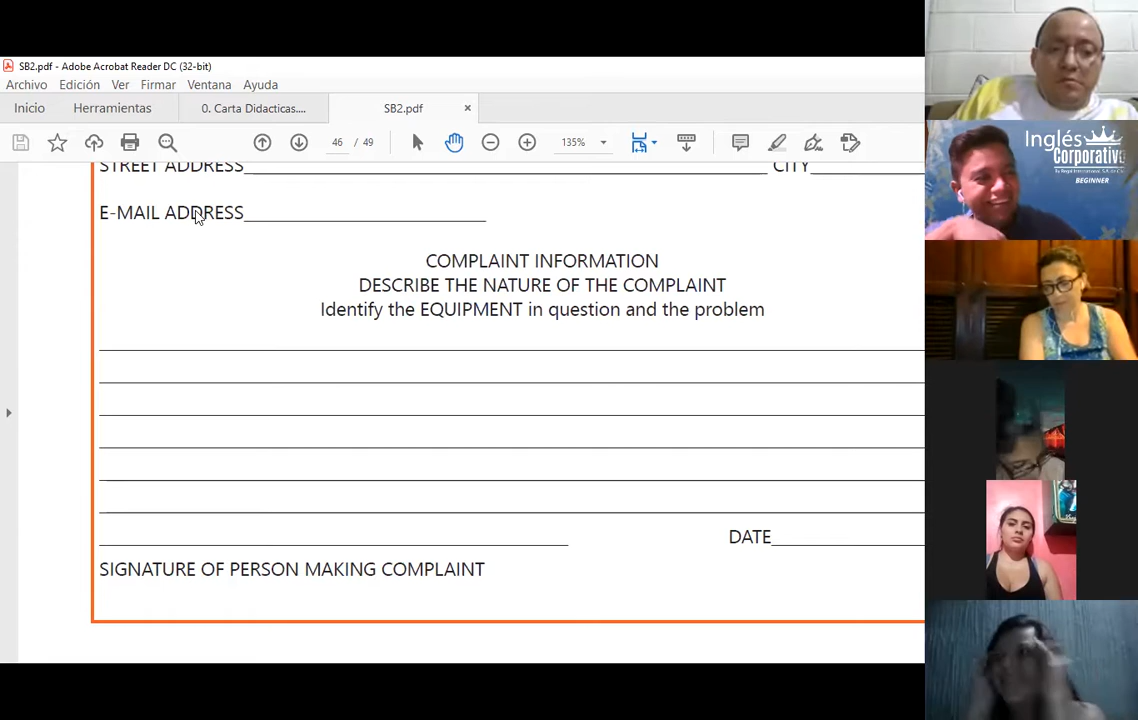 SB2.pdf - Adobe Acrobat Reader DC (32-bit)
Archivo Edición Ver Firmar Ventana Ayuda
Inicio Herramientas 0. Carta Didacticas.... SB2.pdf ×
46 / 49 135%
STREET ADDRESS CITY
E-MAIL ADDRESS
COMPLAINT INFORMATION
DESCRIBE THE NATURE OF THE COMPLAINT
Identify the EQUIPMENT in question and the problem
DATE
SIGNATURE OF PERSON MAKING COMPLAINT
Inglés
Corporativo
BEGINNER